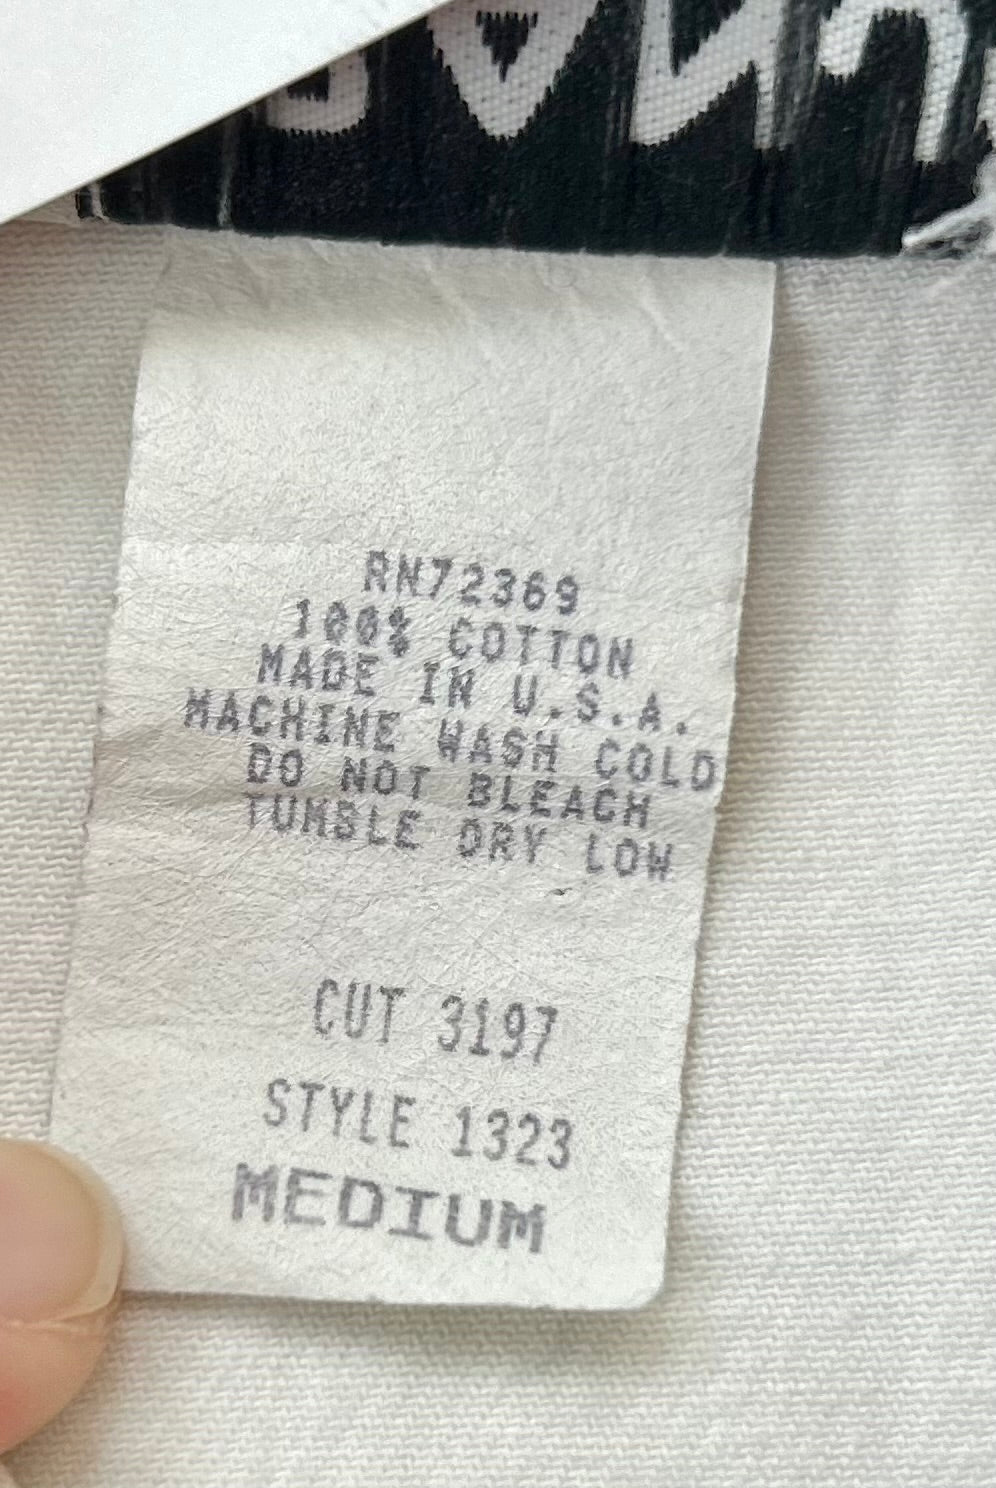 RN72369
100% COTTON
MADE IN U.S.A.
MACHINE WASH COLD
DO NOT BLEACH
TUMBLE DRY LOW
CUT 3197
STYLE 1323
MEDIUM